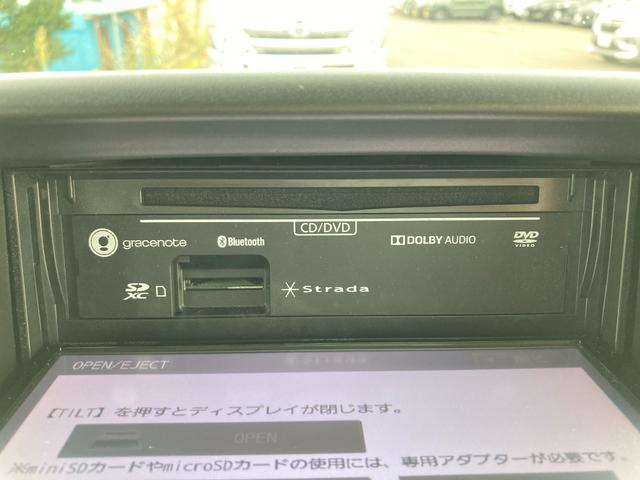 CD/DVD
gracenote
Bluetooth
DOLBY AUDIO
DVD
VIDEO
SD
XC
Strada
OPEN/EJECT
【TILT】を押すとディスプレイが閉じます。
OPEN
※miniSDカードやmicroSDカードの使用には、専用アダプターが必要です。